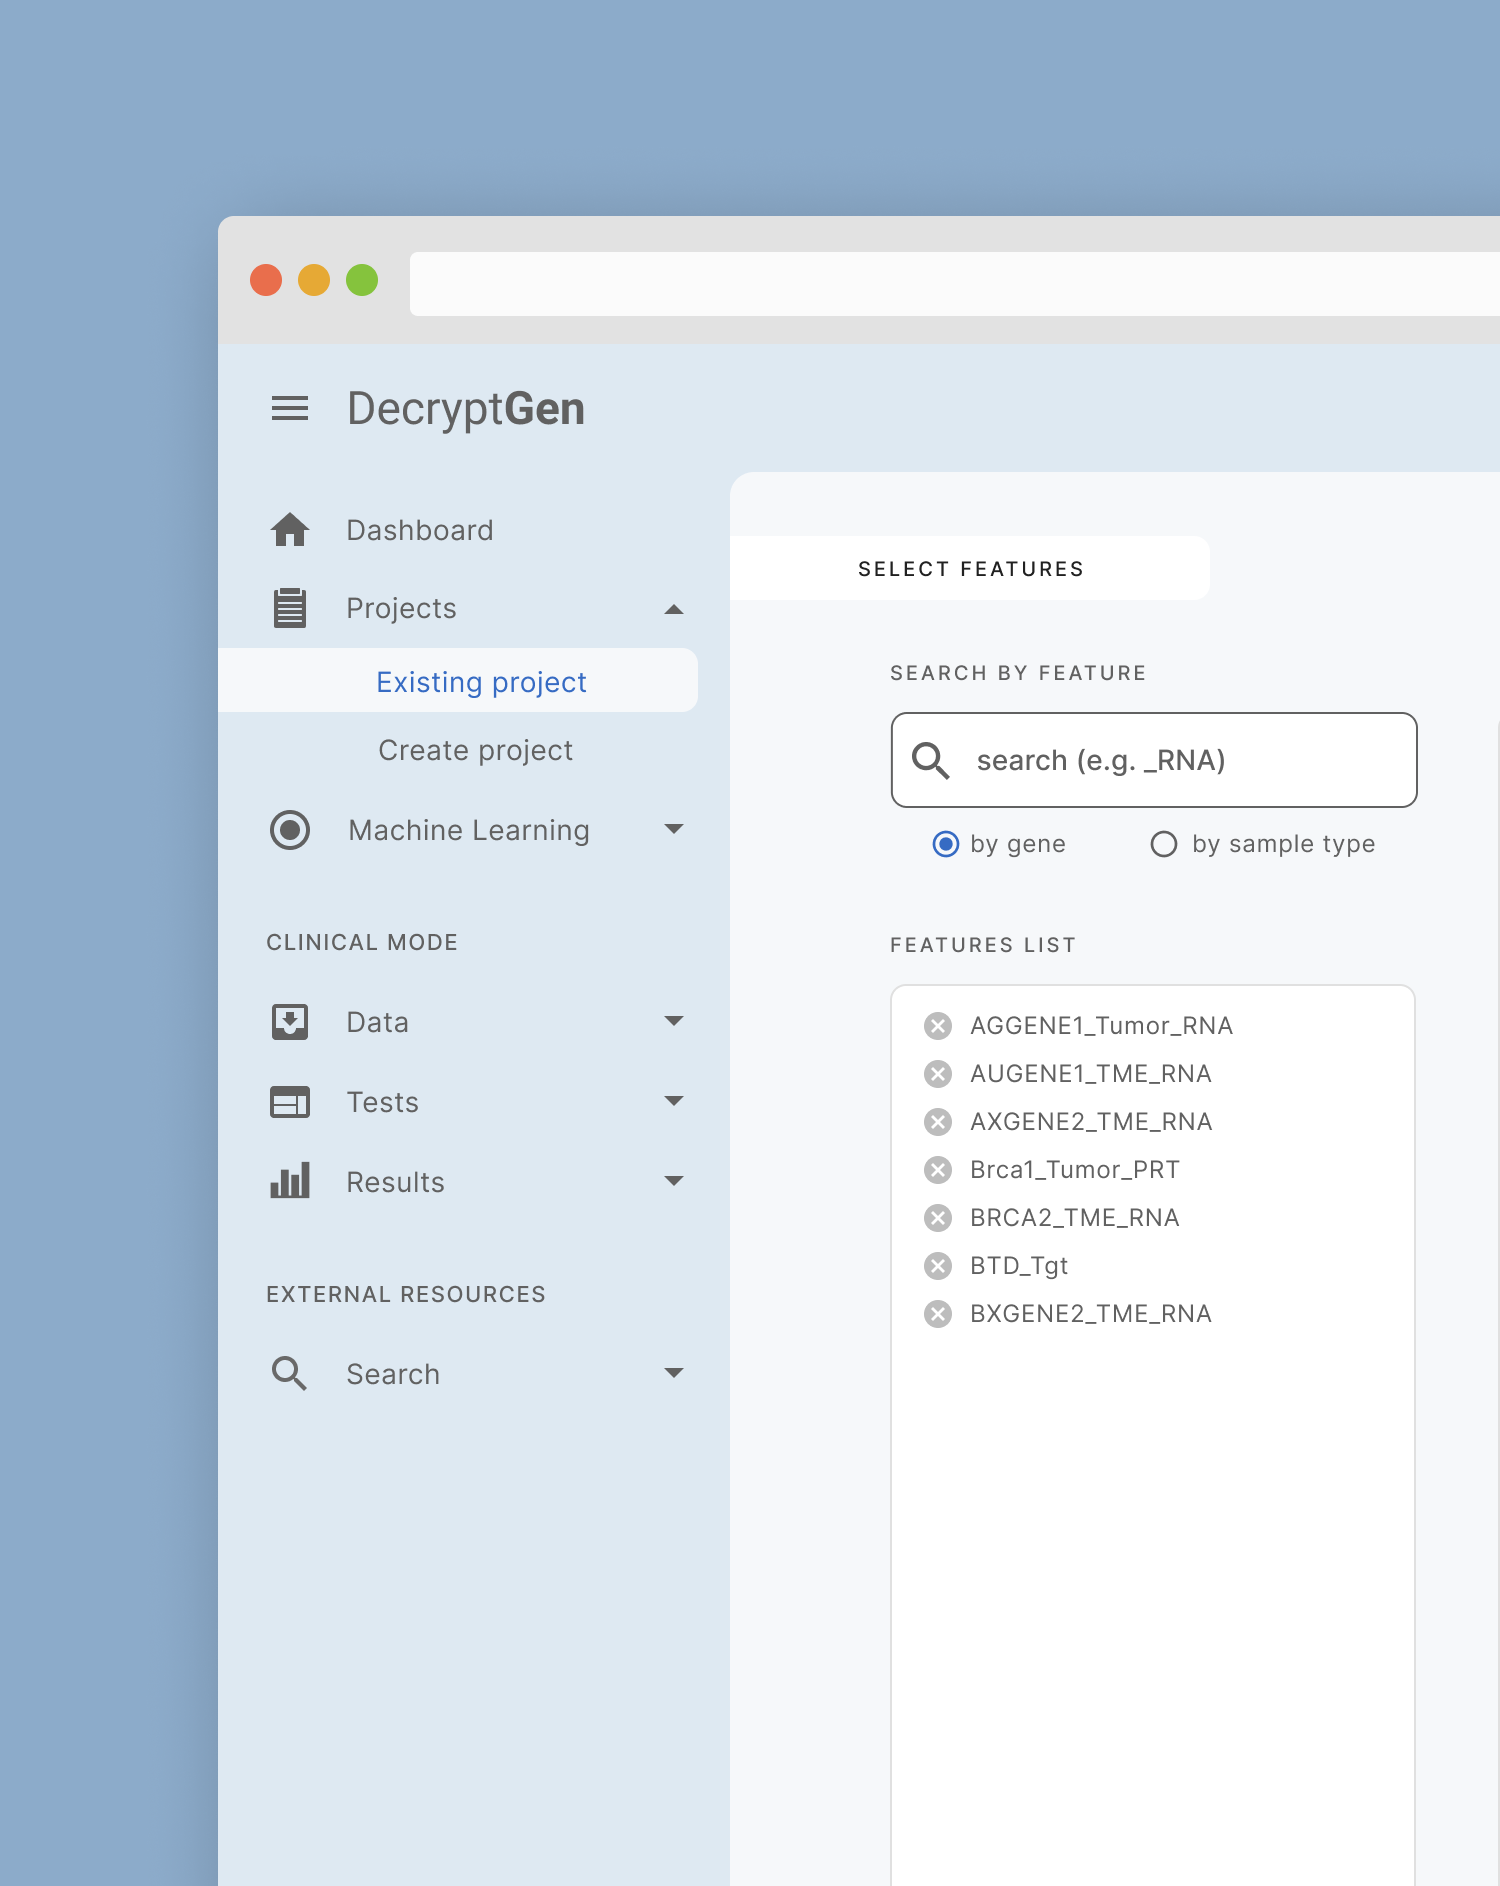 DecryptGen
Dashboard
Projects
Existing project
Create project
Machine Learning
CLINICAL MODE
Data
Tests
Results
EXTERNAL RESOURCES
Search
SELECT FEATURES
SEARCH BY FEATURE
search (e.g. _RNA)
by gene by sample type
FEATURES LIST
AGGENE1_Tumor_RNA
AUGENE1_TME_RNA
AXGENE2_TME_RNA
Brca1_Tumor_PRT
BRCA2_TME_RNA
BTD_Tgt
BXGENE2_TME_RNA